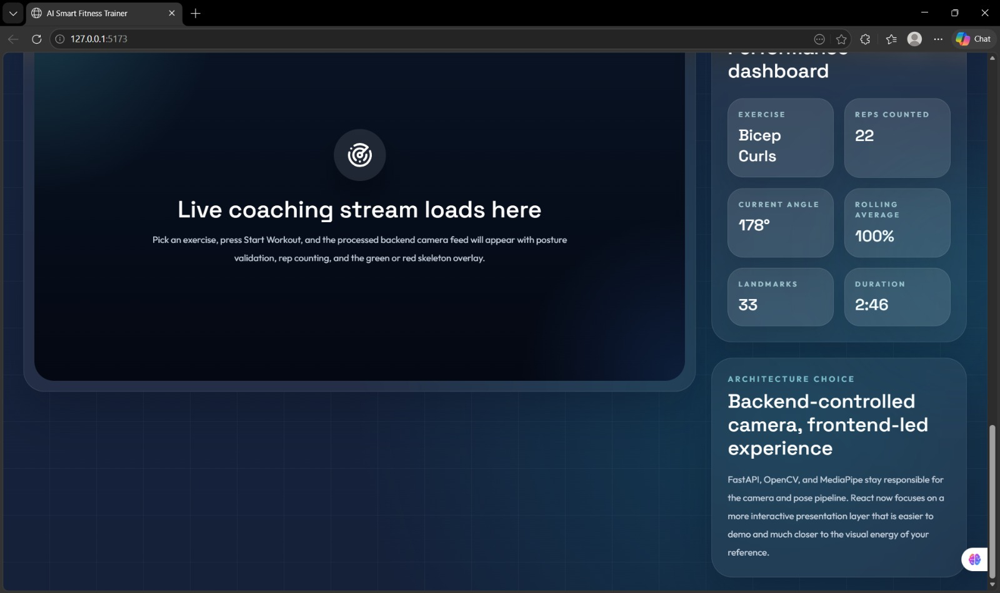 AI Smart Fitness Trainer
127.0.0.1:5173
Chat
Live coaching stream loads here
Pick an exercise, press Start Workout, and the processed backend camera feed will appear with posture
validation, rep counting, and the green or red skeleton overlay.
Performance
dashboard
EXERCISE
Bicep
Curls
REPS COUNTED
22
CURRENT ANGLE
178°
ROLLING
AVERAGE
100%
LANDMARKS
33
DURATION
2:46
ARCHITECTURE CHOICE
Backend-controlled
camera, frontend-led
experience
FastAPI, OpenCV, and MediaPipe stay responsible for
the camera and pose pipeline. React now focuses on a
more interactive presentation layer that is easier to
demo and much closer to the visual energy of your
reference.